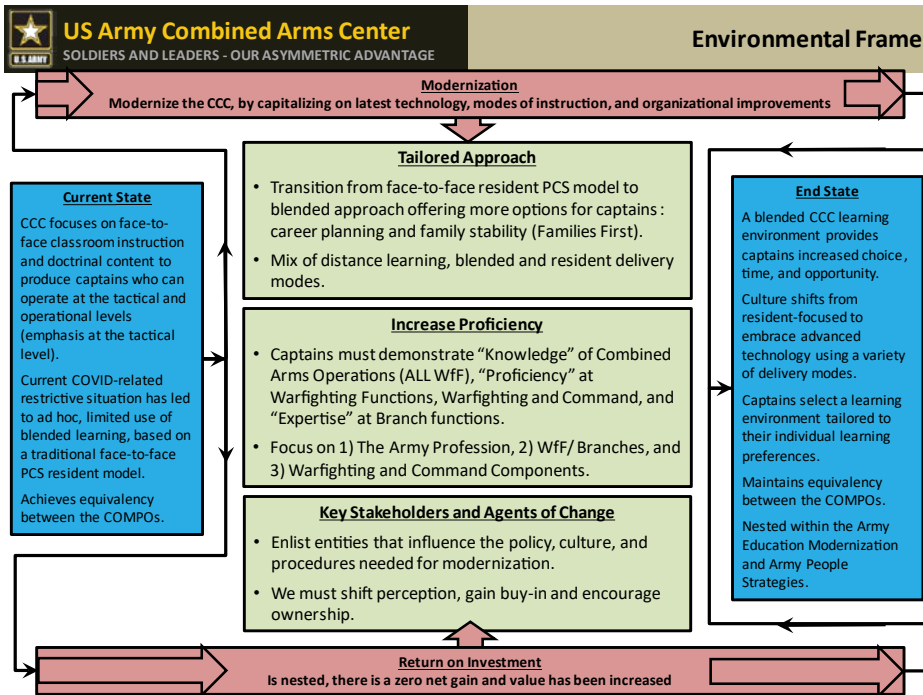 US Army Combined Arms Center
SOLDIERS AND LEADERS - OUR ASYMMETRIC ADVANTAGE
U.S. ARMY
Environmental Frame
Modernization
Modernize the CCC, by capitalizing on latest technology, modes of instruction, and organizational improvements
Current State
CCC focuses on face-to-
face classroom instruction
and doctrinal content to
produce captains who can
operate at the tactical and
operational levels
(emphasis at the tactical
level).
Current COVID-related
restrictive situation has led
to ad hoc, limited use of
blended learning, based on
a traditional face-to-face
PCS resident model.
Achieves equivalency
between the COMPOs.
Tailored Approach
• Transition from face-to-face resident PCS model to
blended approach offering more options for captains :
career planning and family stability (Families First).
• Mix of distance learning, blended and resident delivery
modes.
Increase Proficiency
• Captains must demonstrate “Knowledge” of Combined
Arms Operations (ALL WfF), “Proficiency” at
Warfighting Functions, Warfighting and Command, and
“Expertise” at Branch functions.
• Focus on 1) The Army Profession, 2) WfF/ Branches, and
3) Warfighting and Command Components.
Key Stakeholders and Agents of Change
• Enlist entities that influence the policy, culture, and
procedures needed for modernization.
• We must shift perception, gain buy-in and encourage
ownership.
End State
A blended CCC learning
environment provides
captains increased choice,
time, and opportunity.
Culture shifts from
resident-focused to
embrace advanced
technology using a variety
of delivery modes.
Captains select a learning
environment tailored to
their individual learning
preferences.
Maintains equivalency
between the COMPOs.
Nested within the Army
Education Modernization
and Army People
Strategies.
Return on Investment
Is nested, there is a zero net gain and value has been increased